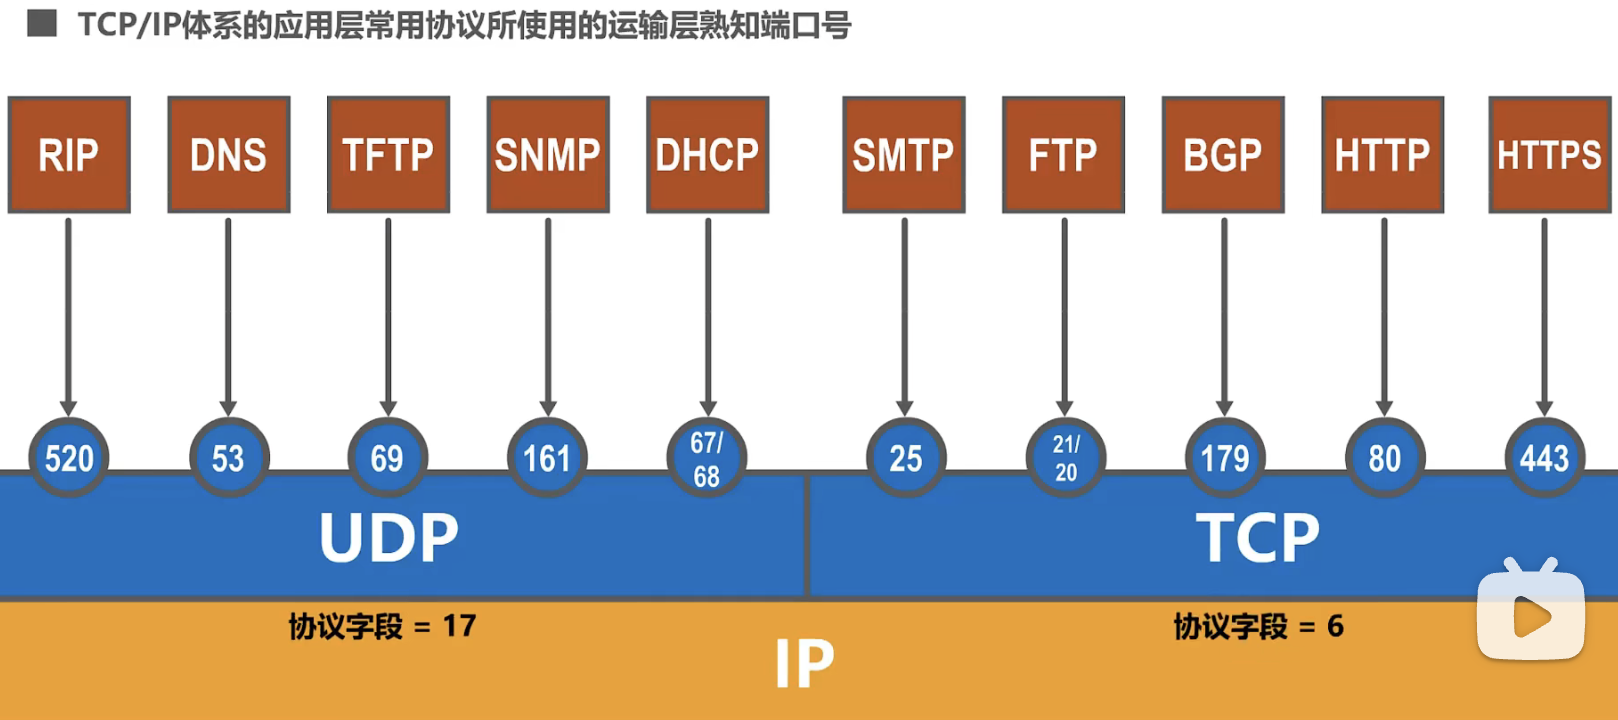 TCP/IP体系的应用层常用协议所使用的运输层熟知端口号
RIP
DNS
TFTP
SNMP
DHCP
SMTP
FTP
BGP
HTTP
HTTPS
520
53
69
161
67/
68
25
21/
20
179
80
443
UDP
TCP
协议字段 = 17
协议字段 = 6
IP